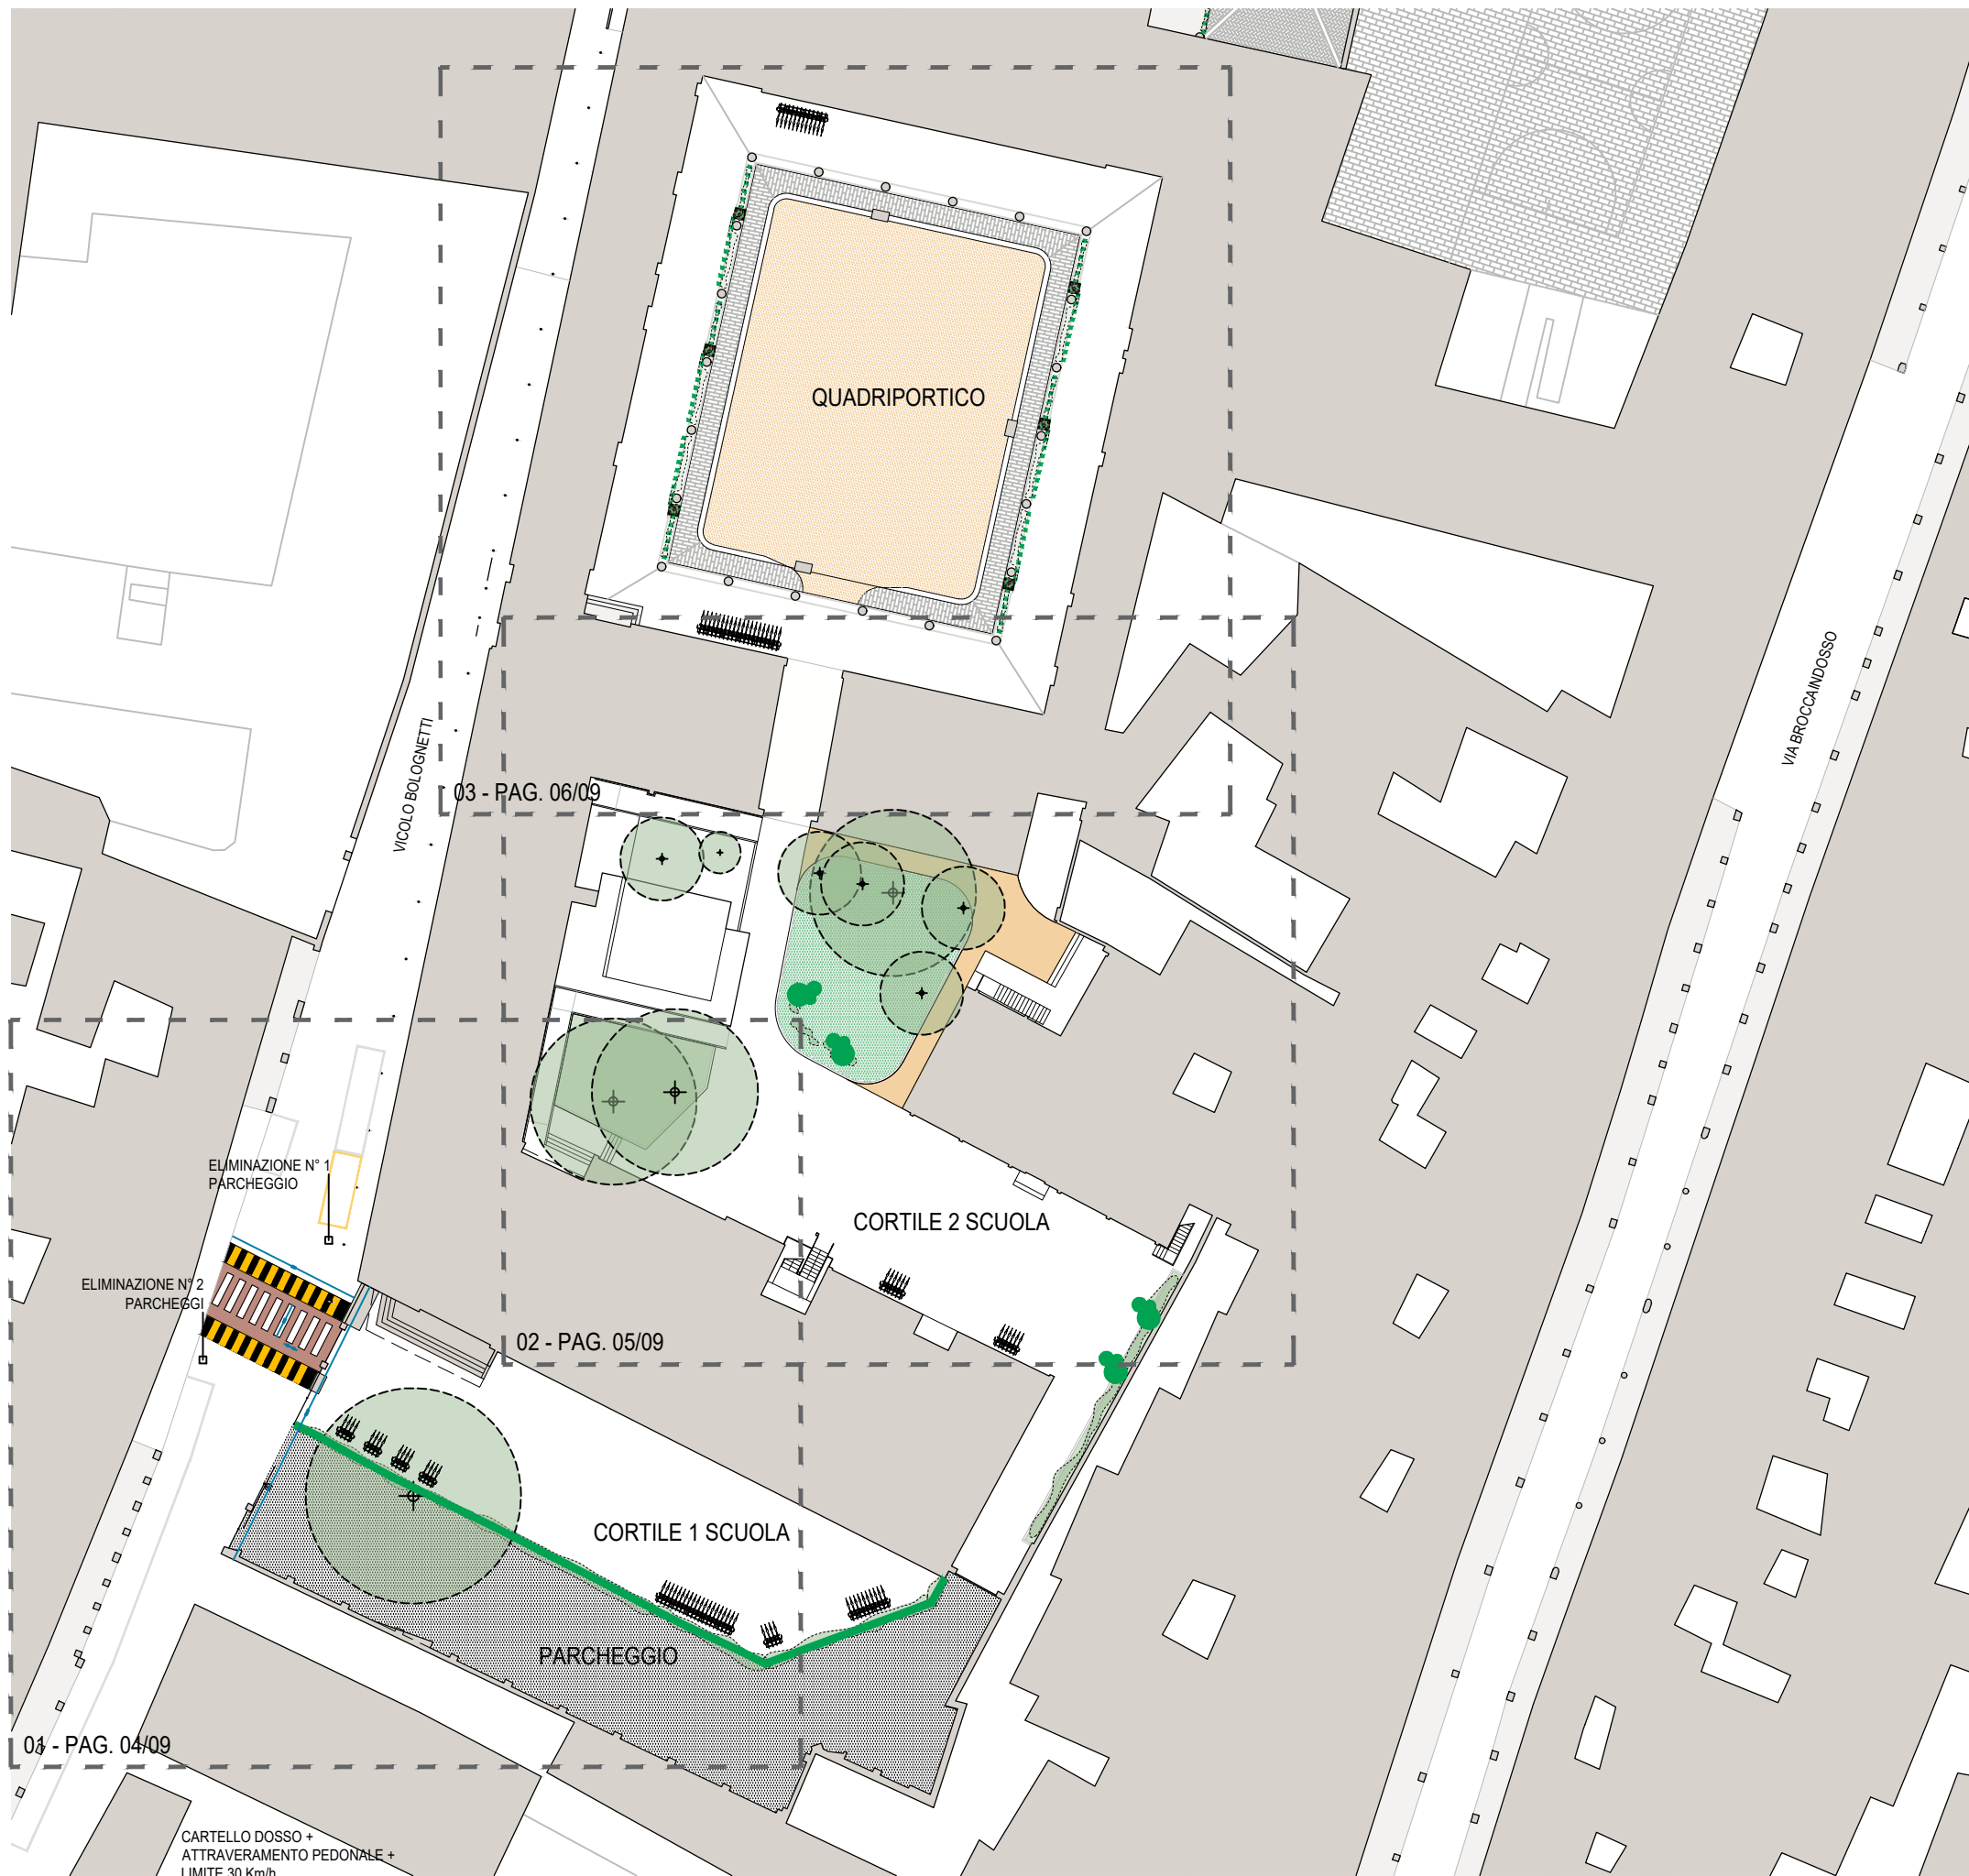 QUADRIPORTICO
VIA BROCCAINDOSSO
VICOLO BOLOGNETTI
03 - PAG. 06/09
ELIMINAZIONE N° 1
PARCHEGGIO
CORTILE 2 SCUOLA
ELIMINAZIONE N° 2
PARCHEGGI
02 - PAG. 05/09
CORTILE 1 SCUOLA
PARCHEGGIO
01 - PAG. 04/09
CARTELLO DOSSO +
ATTRAVERAMENTO PEDONALE +
LIMITE 30 Km/h